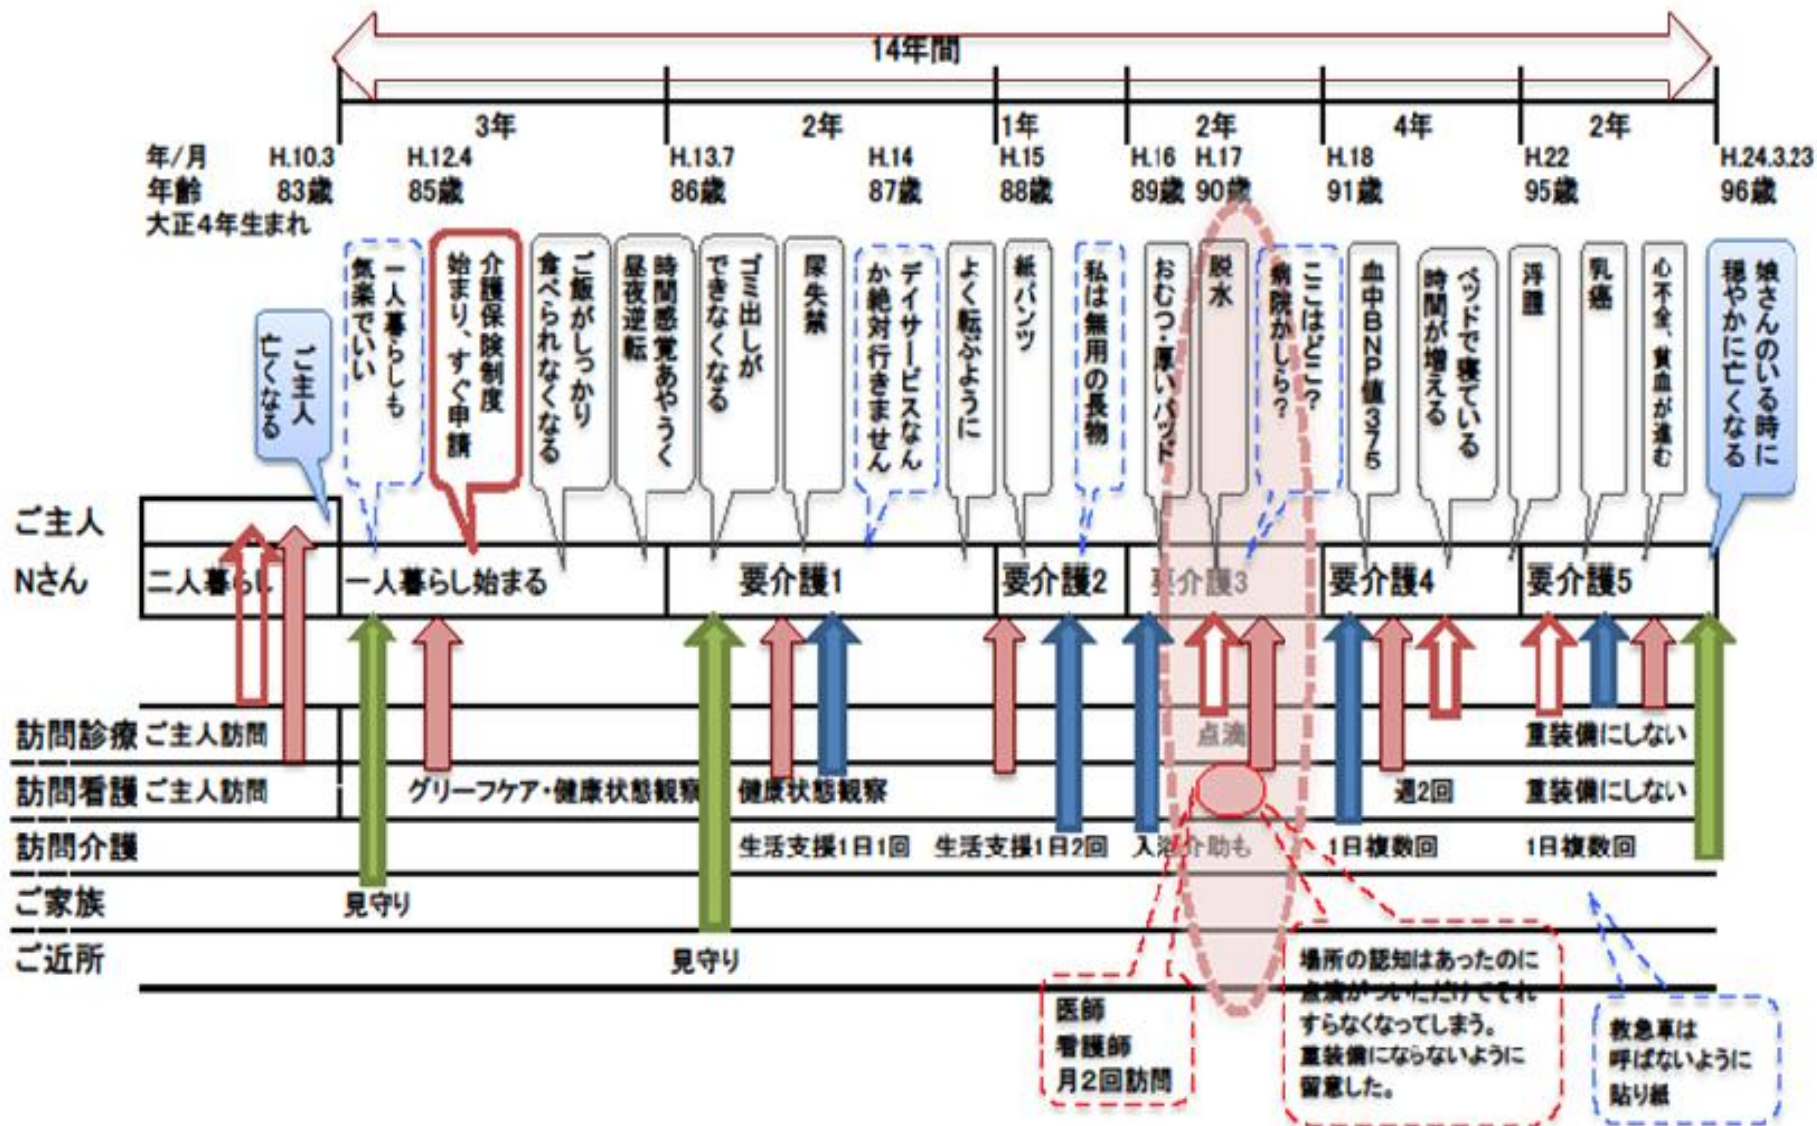 14年間
3年
2年
1年
2年
4年
2年
年/月 H.10.3 H.12.4 H.13.7 H.14 H.15 H.16 H.17 H.18 H.22 H.24.3.23
年齢 83歳 85歳 86歳 87歳 88歳 89歳 90歳 91歳 95歳 96歳
大正4年生まれ
ご主人
亡くなる
一人暮らしも
気楽でいい
介護保険制度
始まり、すぐ申請
ご飯がしっかり
食べられなくなる
時間感覚あやうく
昼夜逆転
ゴミ出しが
できなくなる
尿失禁
デイサービスなん
か絶対行きません
よく転ぶように
紙パンツ
私は無用の長物
おむつ・厚いパッド
脱水
ここはどこ?
病院かしら?
血中BNP値375
ベッドで寝ている
時間が増える
浮腫
乳癌
心不全、貧血が進む
娘さんのいる時に
穏やかに亡くなる
ご主人
Nさん 二人暮らし 一人暮らし始まる 要介護1 要介護2 要介護3 要介護4 要介護5
訪問診療 ご主人訪問 点滴 重装備にしない
訪問看護 ご主人訪問 グリーフケア・健康状態観察 健康状態観察 週2回 重装備にしない
訪問介護 生活支援1日1回 生活支援1日2回 入浴介助も 1日複数回 1日複数回
ご家族 見守り
ご近所 見守り
医師
看護師
月2回訪問
場所の認知はあったのに
点滴がついただけでそれ
すらなくなってしまう。
重装備にならないように
留意した。
救急車は
呼ばないように
貼り紙